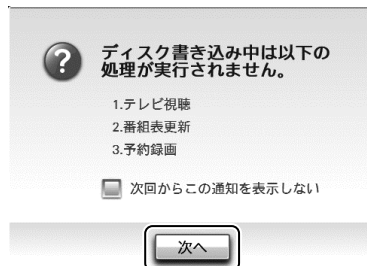 ?
ディスク書き込み中は以下の
処理が実行されません。
1.テレビ視聴
2.番組表更新
3.予約録画
次回からこの通知を表示しない
次へ